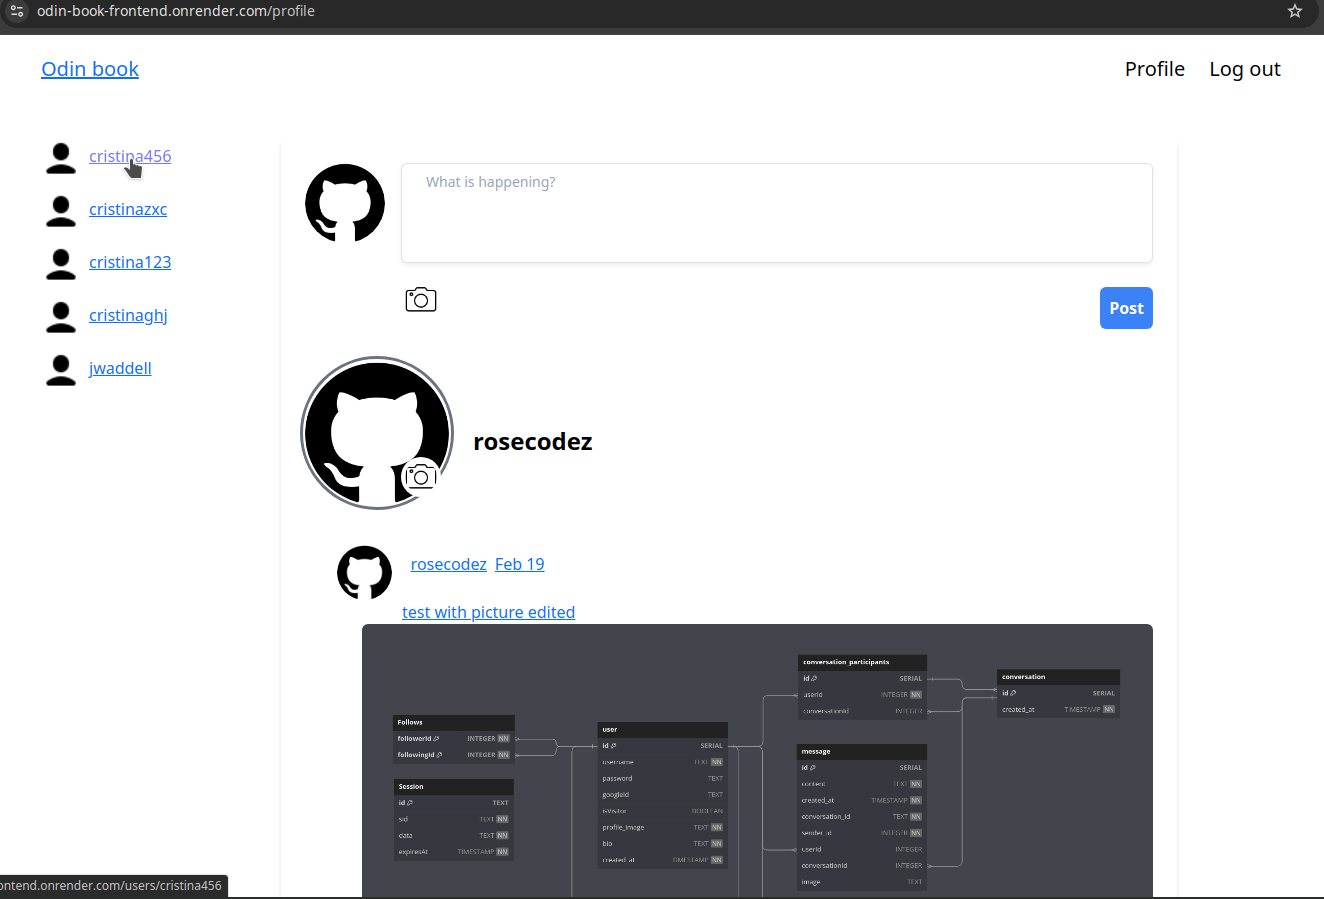 odin-book-frontend.onrender.com/profile
Odin book
Profile
Log out
cristina456
cristinazxc
cristina123
cristinaghj
jwaddell
What is happening?
Post
rosecodez
rosecodez Feb 19
test with picture edited
Follows
followerId INTEGER NN
followingId INTEGER NN
Session
id TEXT
sid TEXT NN
data TEXT NN
expiresAt TIMESTAMP NN
user
id SERIAL
username TEXT NN
password TEXT
googleId TEXT
isVisitor BOOLEAN
profile_image TEXT NN
bio TEXT NN
created_at TIMESTAMP NN
conversation_participants
id SERIAL
userId INTEGER NN
conversationId INTEGER
message
id SERIAL
content TEXT NN
created_at TIMESTAMP NN
conversation_id TEXT NN
sender_id INTEGER NN
userId INTEGER
conversationId INTEGER
image TEXT
conversation
id SERIAL
created_at TIMESTAMP NN
ontend.onrender.com/users/cristina456